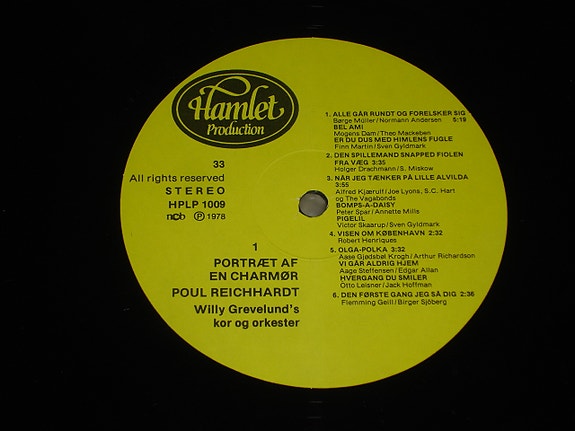 Hamlet
Production
33
All rights reserved
STEREO
HPLP 1009
ncb Ⓟ 1978
1
PORTRÆT AF
EN CHARMØR
POUL REICHHARDT
Willy Grevelund's
kor og orkester
1. ALLE GÅR RUNDT OG FORELSKER SIG
Børge Müller/Normann Andersen 5:19
BEL AMI
Mogens Dam/Theo Mackeben
ER DU DUS MED HIMLENS FUGLE
Finn Martin/Sven Gyldmark
2. DEN SPILLEMAND SNAPPED FIOLEN
FRA VÆG 3:35
Holger Drachmann/S. Miskow
3. NÅR JEG TÆNKER PÅ LILLE ALVILDA
3:55
Alfred Kjærulf/Joe Lyons, S.C. Hart
og The Vagabonds
BOMPS-A-DAISY
Peter Spar/Annette Mills
PIGELIL
Victor Skaarup/Sven Gyldmark
4. VISEN OM KØBENHAVN 2:32
Robert Henriques
5. OLGA-POLKA 3:32
Aase Gjødsbøl Krogh/Arthur Richardson
VI GÅR ALDRIG HJEM
Aage Steffensen/Edgar Allan
HVERGANG DU SMILER
Otto Leisner/Jack Hoffman
6. DEN FØRSTE GANG JEG SÅ DIG 2:36
Flemming Geill/Birger Sjöberg